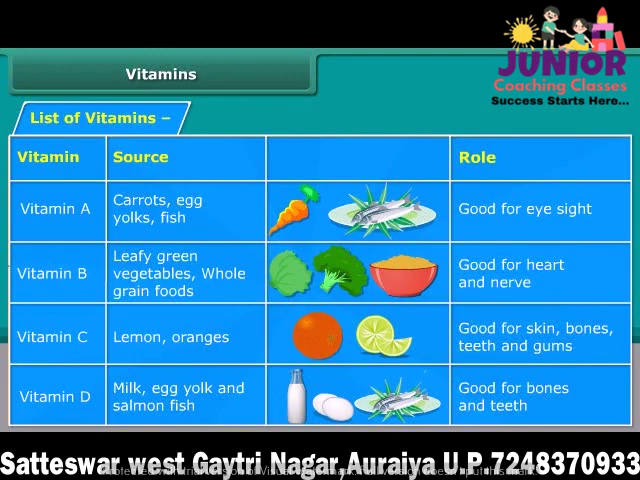 JUNIOR
Coaching Classes
Success Starts Here...
Vitamins
List of Vitamins –
Vitamin Source Role
Vitamin A
Carrots, egg
yolks, fish
Good for eye sight
Vitamin B
Leafy green
vegetables, Whole
grain foods
Good for heart
and nerve
Vitamin C
Lemon, oranges
Good for skin, bones,
teeth and gums
Vitamin D
Milk, egg yolk and
salmon fish
Good for bones
and teeth
Satteswar west Gaytri Nagar,Auraiya U.P.7248370933